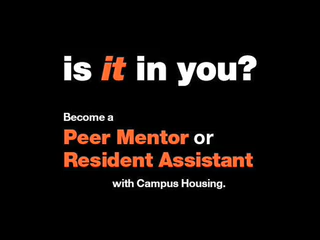 is it in you?
Become a
Peer Mentor or
Resident Assistant
with Campus Housing.